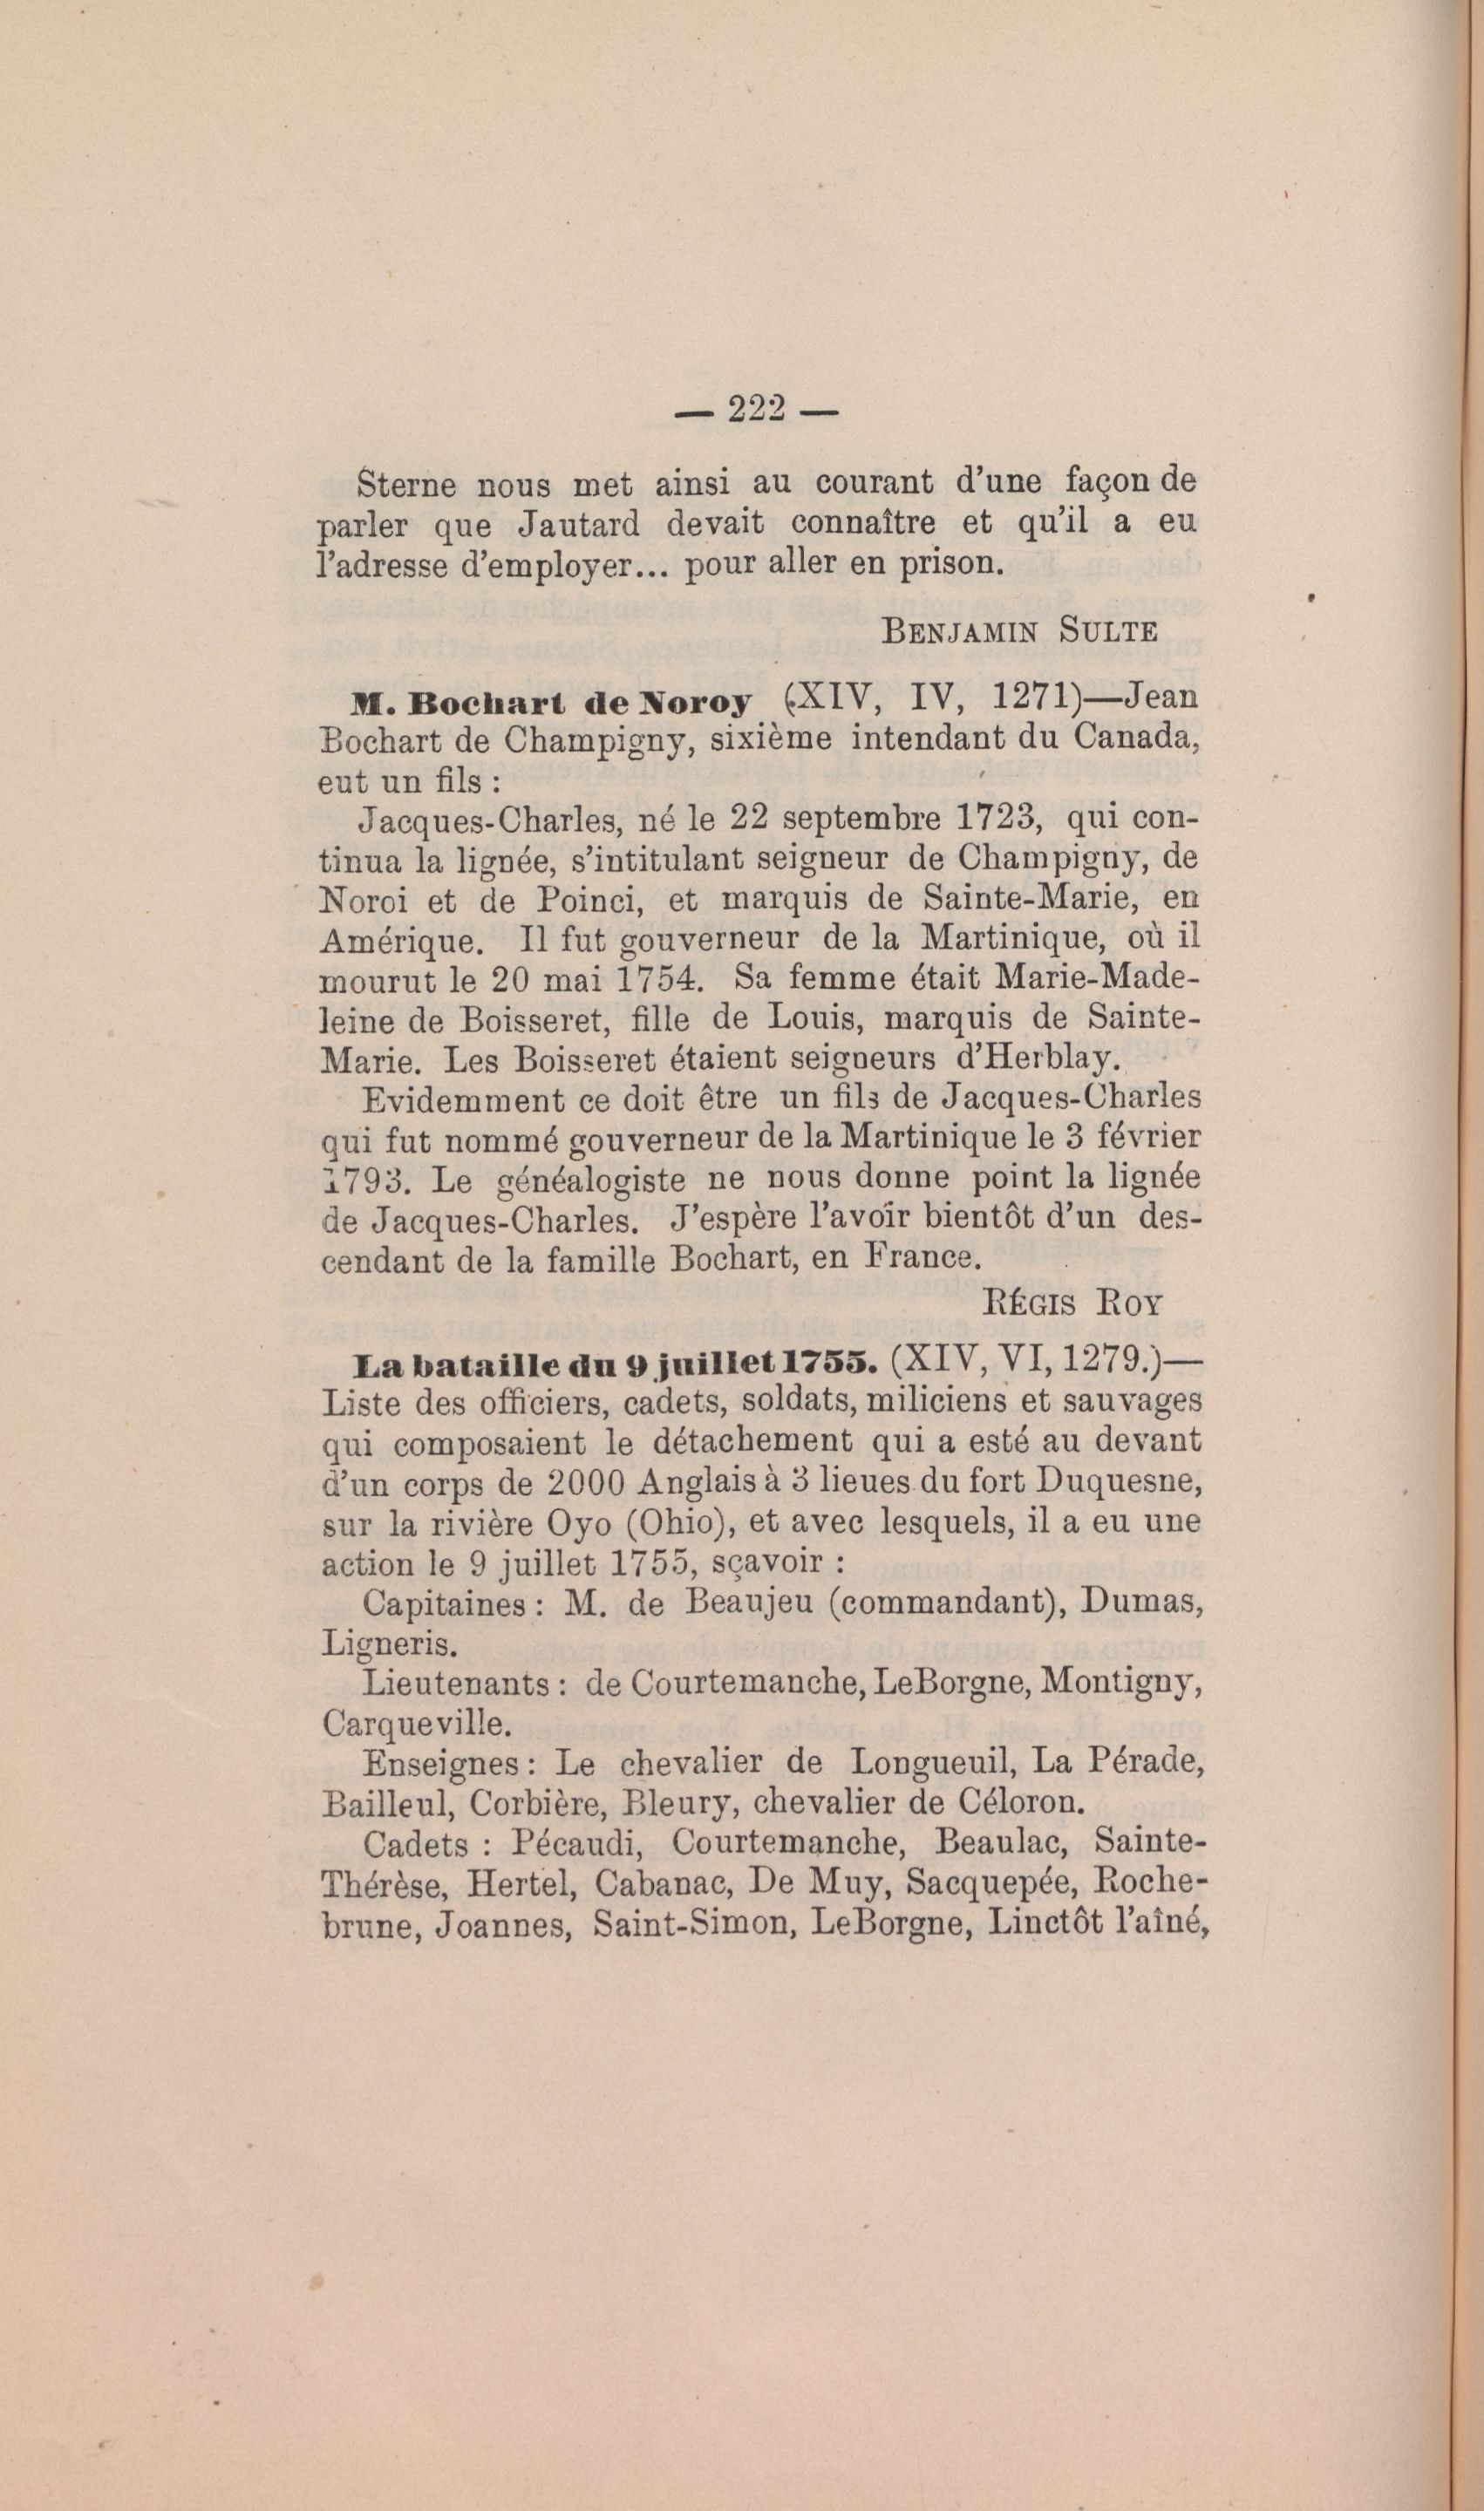 — 222 —
Sterne nous met ainsi au courant d'une façon de
parler que Jautard devait connaître et qu'il a eu
l'adresse d'employer... pour aller en prison.
BENJAMIN SULTE
M. Bochart de Noroy (XIV, IV, 1271)—Jean
Bochart de Champigny, sixième intendant du Canada,
eut un fils :
Jacques-Charles, né le 22 septembre 1723, qui con-
tinua la lignée, s'intitulant seigneur de Champigny, de
Noroi et de Poinci, et marquis de Sainte-Marie, en
Amérique. Il fut gouverneur de la Martinique, où il
mourut le 20 mai 1754. Sa femme était Marie-Made-
leine de Boisseret, fille de Louis, marquis de Sainte-
Marie. Les Boisseret étaient seigneurs d'Herblay.
Evidemment ce doit être un fils de Jacques-Charles
qui fut nommé gouverneur de la Martinique le 3 février
1793. Le généalogiste ne nous donne point la lignée
de Jacques-Charles. J'espère l'avoir bientôt d'un des-
cendant de la famille Bochart, en France.
RÉGIS ROY
La bataille du 9 juillet 1755. (XIV, VI, 1279.)—
Liste des officiers, cadets, soldats, miliciens et sauvages
qui composaient le détachement qui a esté au devant
d'un corps de 2000 Anglais à 3 lieues du fort Duquesne,
sur la rivière Oyo (Ohio), et avec lesquels, il a eu une
action le 9 juillet 1755, sçavoir :
Capitaines : M. de Beaujeu (commandant), Dumas,
Ligneris.
Lieutenants : de Courtemanche, LeBorgne, Montigny,
Carqueville.
Enseignes : Le chevalier de Longueuil, La Pérade,
Bailleul, Corbière, Bleury, chevalier de Céloron.
Cadets : Pécaudi, Courtemanche, Beaulac, Sainte-
Thérèse, Hertel, Cabanac, De Muy, Sacquepée, Roche-
brune, Joannes, Saint-Simon, LeBorgne, Linctôt l'aîné,